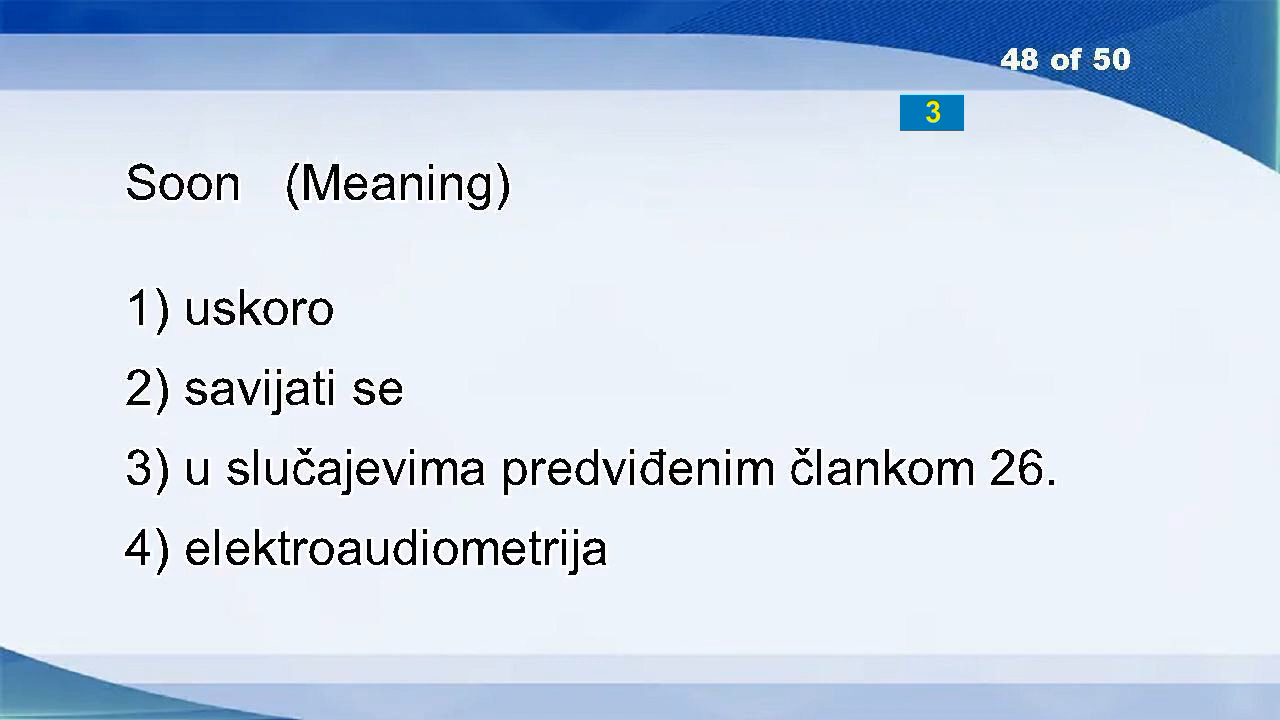 48 of 50
3
Soon (Meaning)
1) uskoro
2) savijati se
3) u slučajevima predviđenim člankom 26.
4) elektroaudiometrija